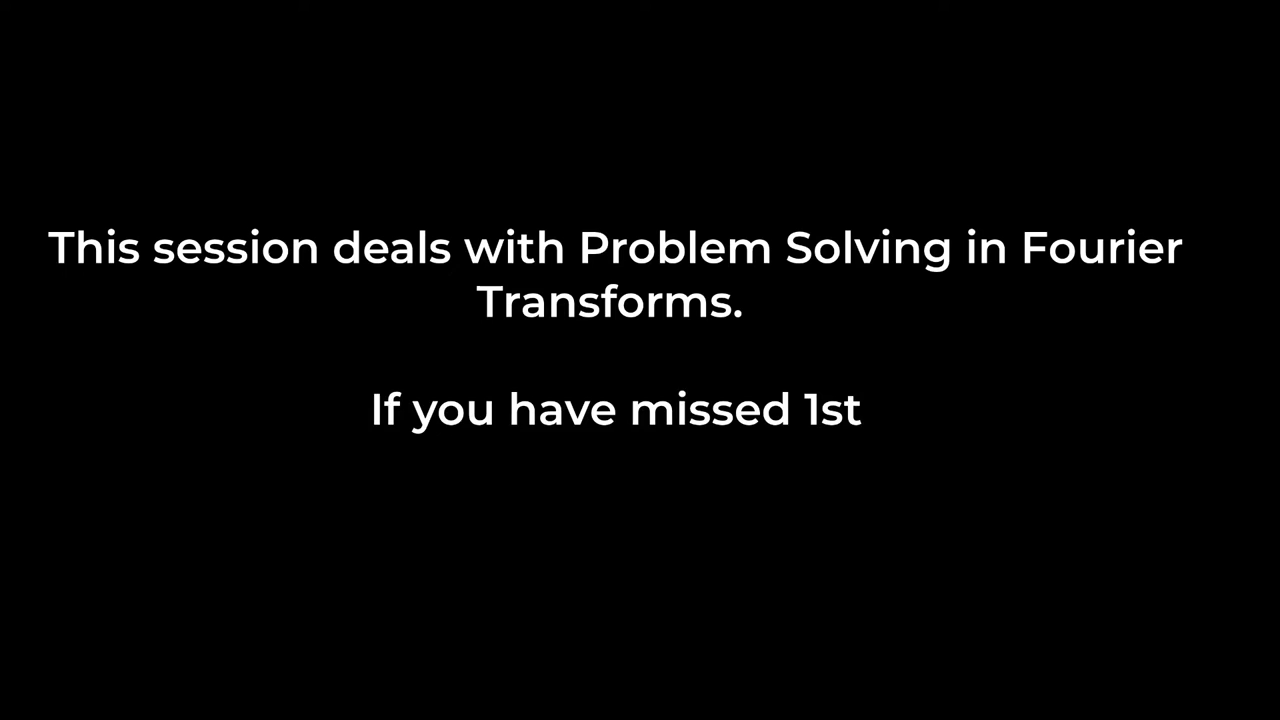 This session deals with Problem Solving in Fourier
Transforms.
If you have missed 1st